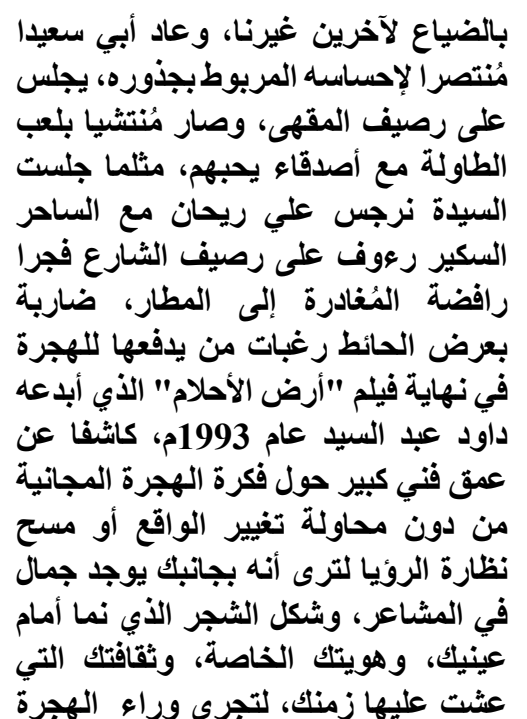 بالضياع لآخرين غيرنا، وعاد أبي سعيدا
مُنتصرا لإحساسه المربوط بجذوره، يجلس
على رصيف المقهى، وصار مُنتشيا بلعب
الطاولة مع أصدقاء يحبهم، مثلما جلست
السيدة نرجس علي ريحان مع الساحر
السكير رءوف على رصيف الشارع فجرا
رافضة المُغادرة إلى المطار، ضاربة
بعرض الحائط رغبات من يدفعها للهجرة
في نهاية فيلم "أرض الأحلام" الذي أبدعه
داود عبد السيد عام 1993م، كاشفا عن
عمق فني كبير حول فكرة الهجرة المجانية
من دون محاولة تغيير الواقع أو مسح
نظارة الرؤيا لترى أنه بجانبك يوجد جمال
في المشاعر، وشكل الشجر الذي نما أمام
عينيك، وهويتك الخاصة، وثقافتك التي
عشت عليها زمنك، لتجري وراء الهجرة